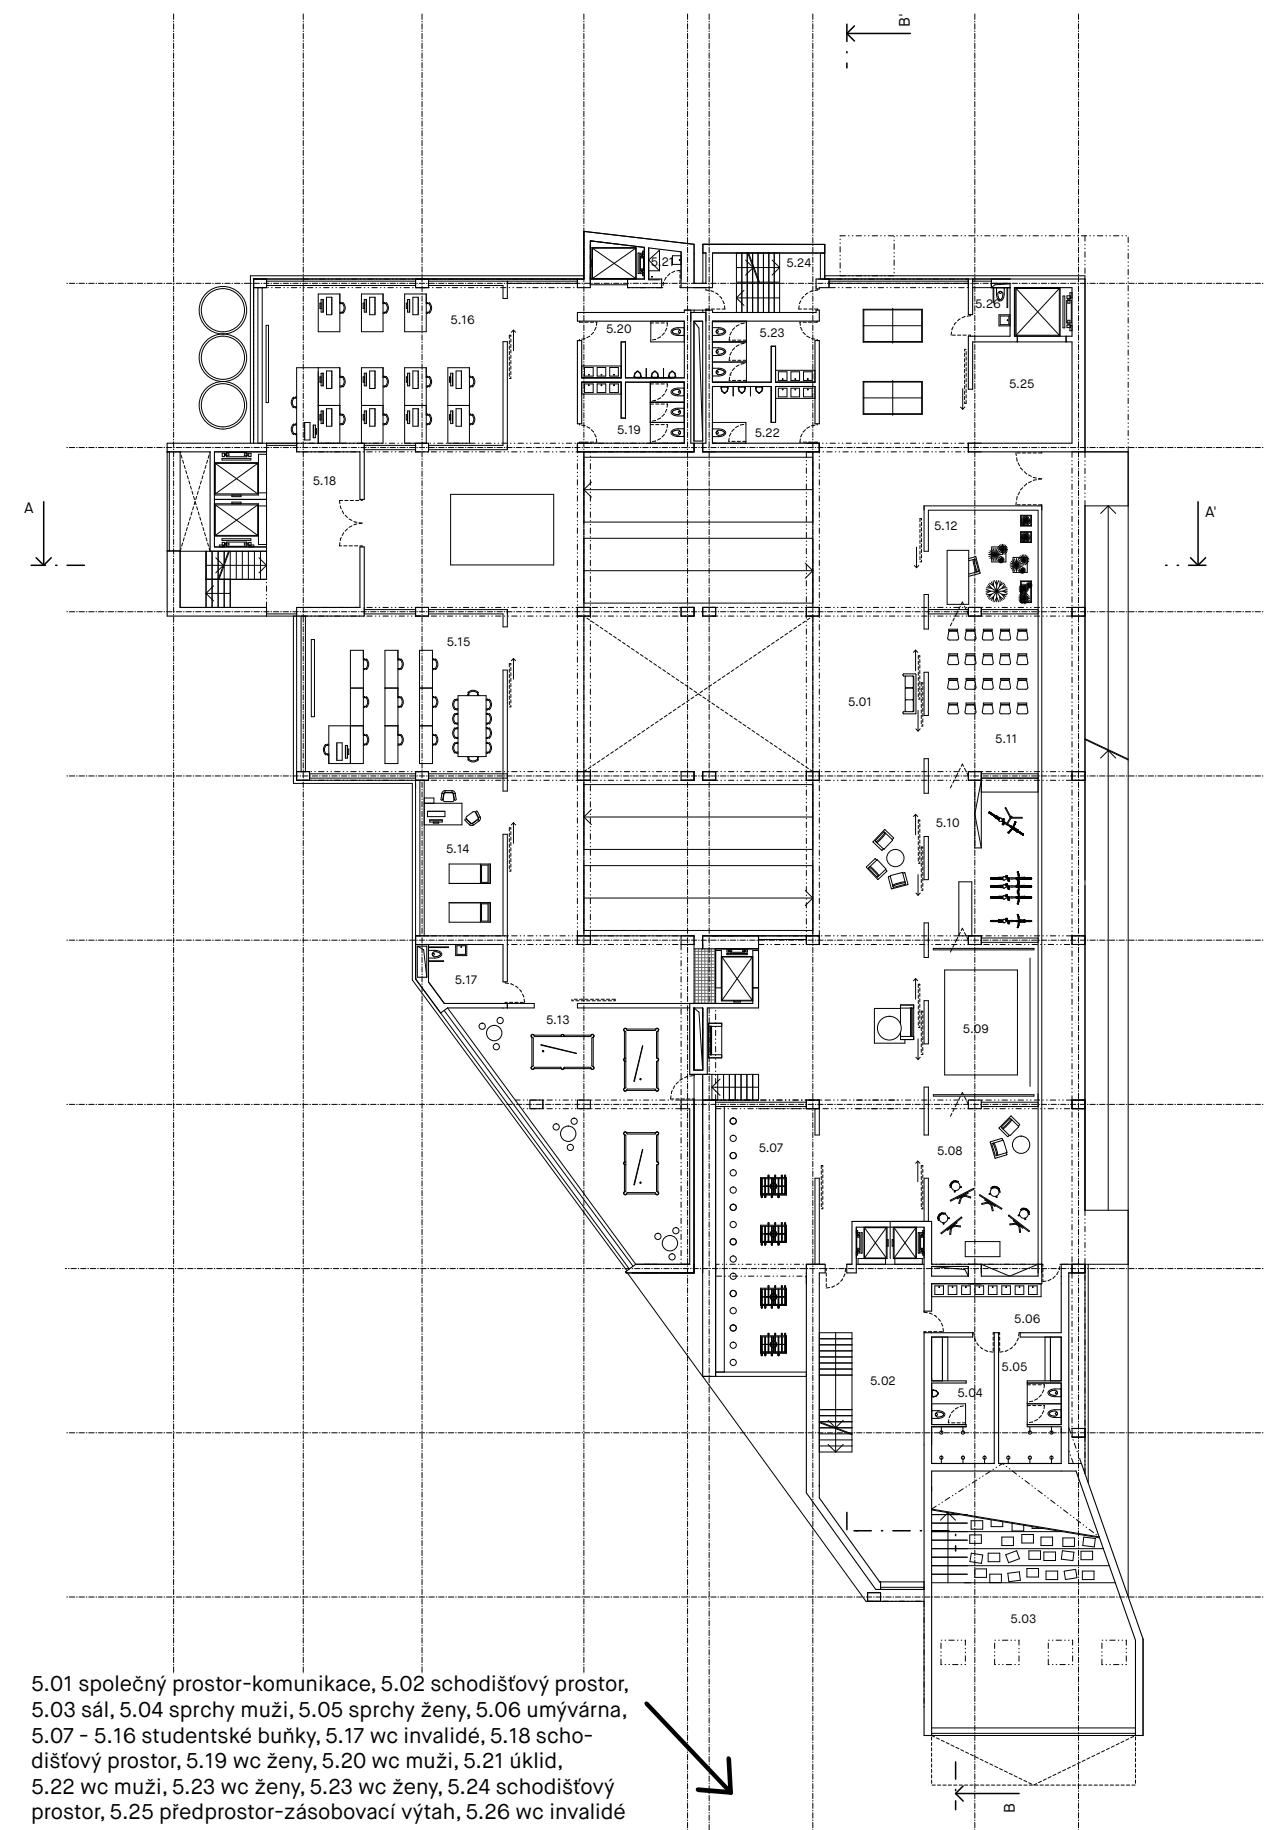 B'
5.21
5.24
5.26
5.16
5.20
5.23
5.25
5.19
5.22
5.18
A
A'
5.12
5.15
5.01
5.11
5.10
5.14
5.17
5.13
5.09
5.07
5.08
5.06
5.05
5.02
5.04
5.03
5.01 společný prostor-komunikace, 5.02 schodišťový prostor,
5.03 sál, 5.04 sprchy muži, 5.05 sprchy ženy, 5.06 umývárna,
5.07 - 5.16 studentské buňky, 5.17 wc invalidé, 5.18 scho-
dišťový prostor, 5.19 wc ženy, 5.20 wc muži, 5.21 úklid,
5.22 wc muži, 5.23 wc ženy, 5.23 wc ženy, 5.24 schodišťový
prostor, 5.25 předprostor-zásobovací výtah, 5.26 wc invalidé
B